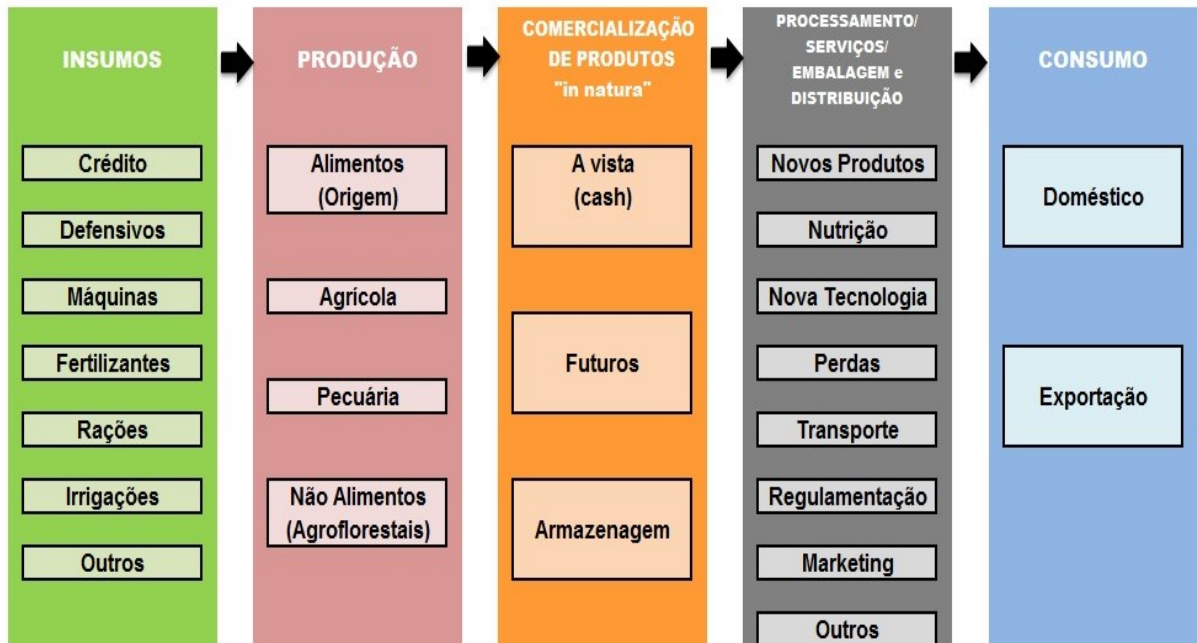 INSUMOS
Crédito
Defensivos
Máquinas
Fertilizantes
Rações
Irrigações
Outros
PRODUÇÃO
Alimentos
(Origem)
Agrícola
Pecuária
Não Alimentos
(Agroflorestais)
COMERCIALIZAÇÃO
DE PRODUTOS
"in natura"
A vista
(cash)
Futuros
Armazenagem
PROCESSAMENTO/
SERVIÇOS/
EMBALAGEM e
DISTRIBUIÇÃO
Novos Produtos
Nutrição
Nova Tecnologia
Perdas
Transporte
Regulamentação
Marketing
Outros
CONSUMO
Doméstico
Exportação